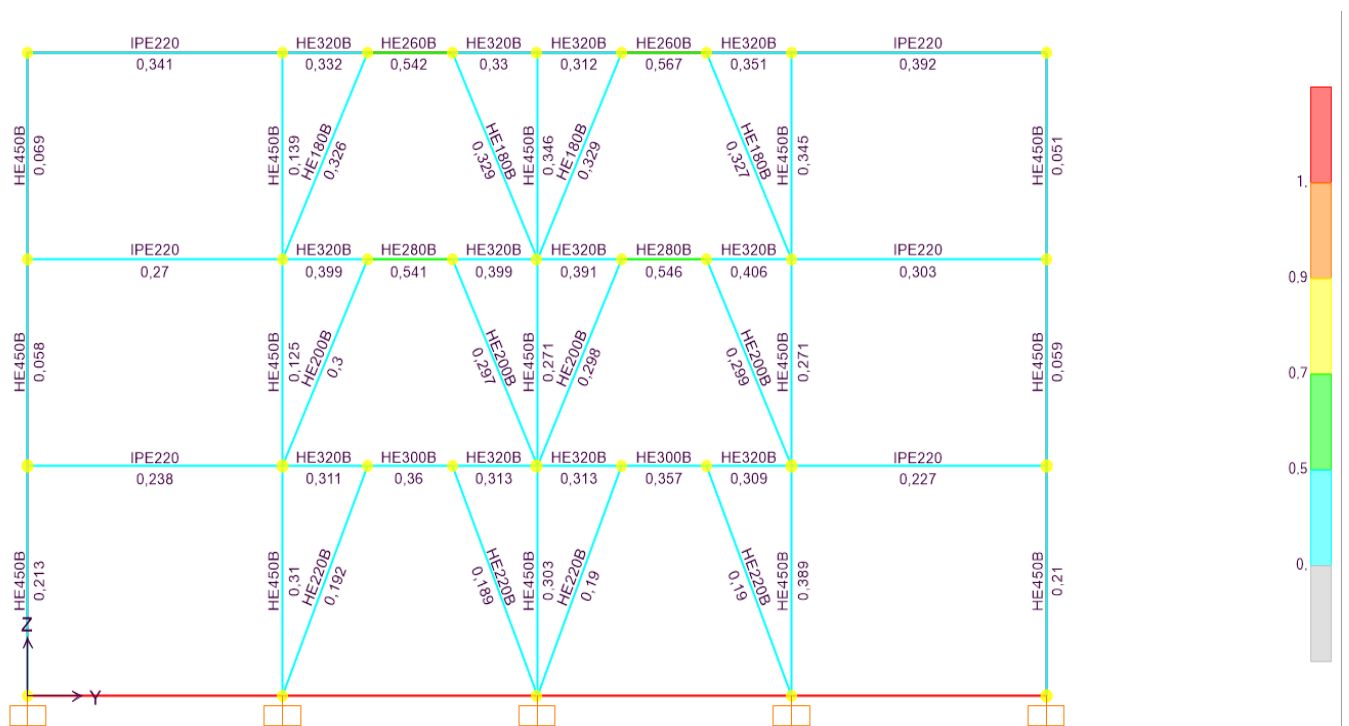 IPE220 HE320B HE260B HE320B HE320B HE260B HE320B IPE220
0,341 0,332 0,542 0,33 0,312 0,567 0,351 0,392
HE450B 0,069
HE450B 0,139
HE180B 0,326
HE180B 0,329
HE450B 0,346
HE180B 0,329
HE180B 0,327
HE450B 0,345
HE450B 0,051
IPE220 HE320B HE280B HE320B HE320B HE280B HE320B IPE220
0,27 0,399 0,541 0,399 0,391 0,546 0,406 0,303
HE450B 0,058
HE450B 0,125
HE200B 0,3
HE200B 0,297
HE450B 0,271
HE200B 0,298
HE200B 0,299
HE450B 0,271
HE450B 0,059
IPE220 HE320B HE300B HE320B HE320B HE300B HE320B IPE220
0,238 0,311 0,36 0,313 0,313 0,357 0,309 0,227
HE450B 0,213
HE450B 0,31
HE220B 0,192
HE220B 0,189
HE450B 0,303
HE220B 0,19
HE220B 0,19
HE450B 0,389
HE450B 0,21
Z
Y
1,
0,9
0,7
0,5
0,